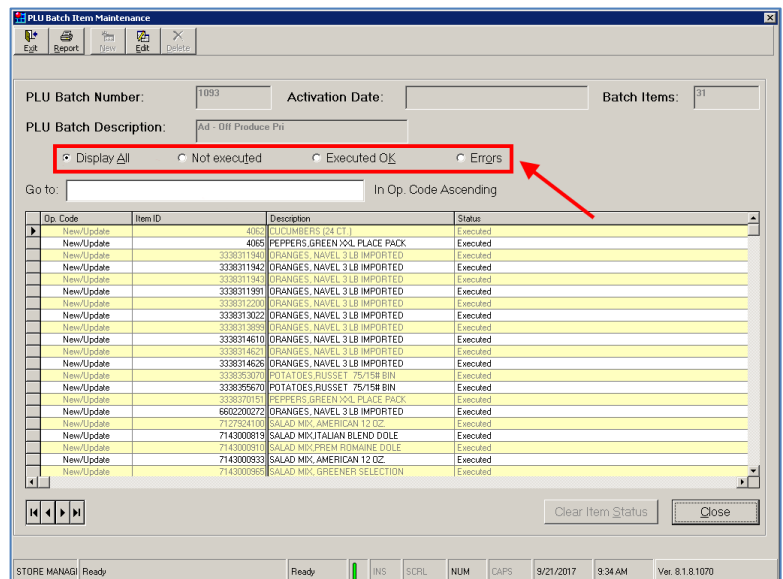 PLU Batch Item Maintenance
Exit Report New Edit Delete
PLU Batch Number: 1093 Activation Date: Batch Items: 31
PLU Batch Description: Ad - Off Produce Pri
Display All Not executed Executed OK Errors
Go to: In Op. Code Ascending
Op. Code Item ID Description Status
New/Update 4062 CUCUMBERS (24 CT.) Executed
New/Update 4065 PEPPERS,GREEN XXL PLACE PACK Executed
New/Update 3338311940 ORANGES, NAVEL 3 LB IMPORTED Executed
New/Update 3338311942 ORANGES, NAVEL 3 LB IMPORTED Executed
New/Update 3338311943 ORANGES, NAVEL 3 LB IMPORTED Executed
New/Update 3338311991 ORANGES, NAVEL 3 LB IMPORTED Executed
New/Update 3338312200 ORANGES, NAVEL 3 LB IMPORTED Executed
New/Update 3338313022 ORANGES, NAVEL 3 LB IMPORTED Executed
New/Update 3338313899 ORANGES, NAVEL 3 LB IMPORTED Executed
New/Update 3338314610 ORANGES, NAVEL 3 LB IMPORTED Executed
New/Update 3338314621 ORANGES, NAVEL 3 LB IMPORTED Executed
New/Update 3338314626 ORANGES, NAVEL 3 LB IMPORTED Executed
New/Update 3338353070 POTATOES,RUSSET 75/15# BIN Executed
New/Update 3338355670 POTATOES,RUSSET 75/15# BIN Executed
New/Update 3338370151 PEPPERS,GREEN XXL PLACE PACK Executed
New/Update 6602200272 ORANGES, NAVEL 3 LB IMPORTED Executed
New/Update 7127924100 SALAD MIX, AMERICAN 12 OZ. Executed
New/Update 7143000819 SALAD MIX,ITALIAN BLEND DOLE Executed
New/Update 7143000910 SALAD MIX,PREM ROMAINE DOLE Executed
New/Update 7143000933 SALAD MIX, AMERICAN 12 OZ. Executed
New/Update 7143000965 SALAD MIX, GREENER SELECTION Executed
Clear Item Status Close
STORE MANAGI Ready Ready INS SCRL NUM CAPS 9/21/2017 9:34 AM Ver. 8.1.8.1070